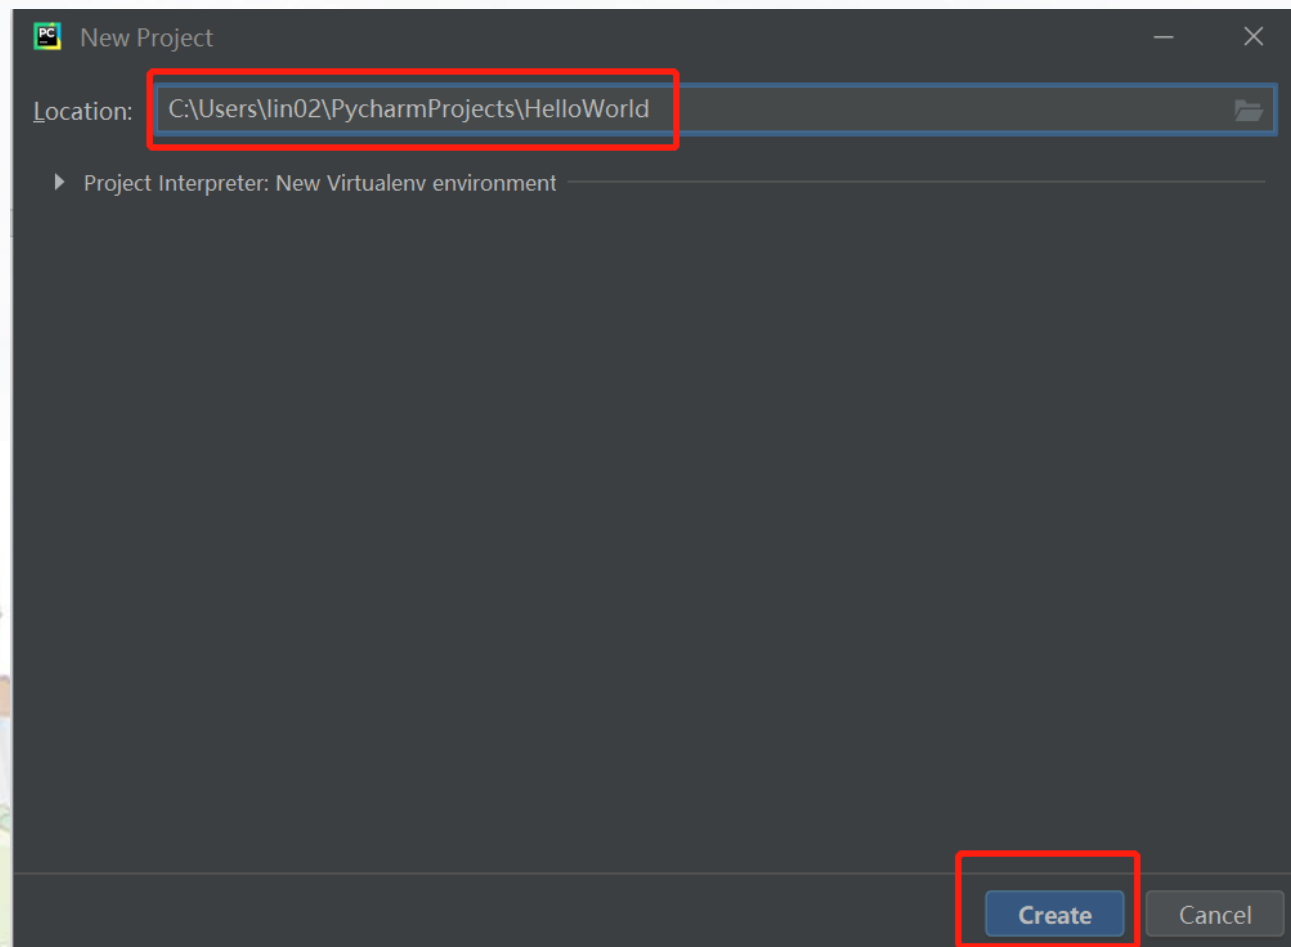 PC New Project
Location: C:\Users\lin02\PycharmProjects\HelloWorld
Project Interpreter: New Virtualenv environment
Create Cancel